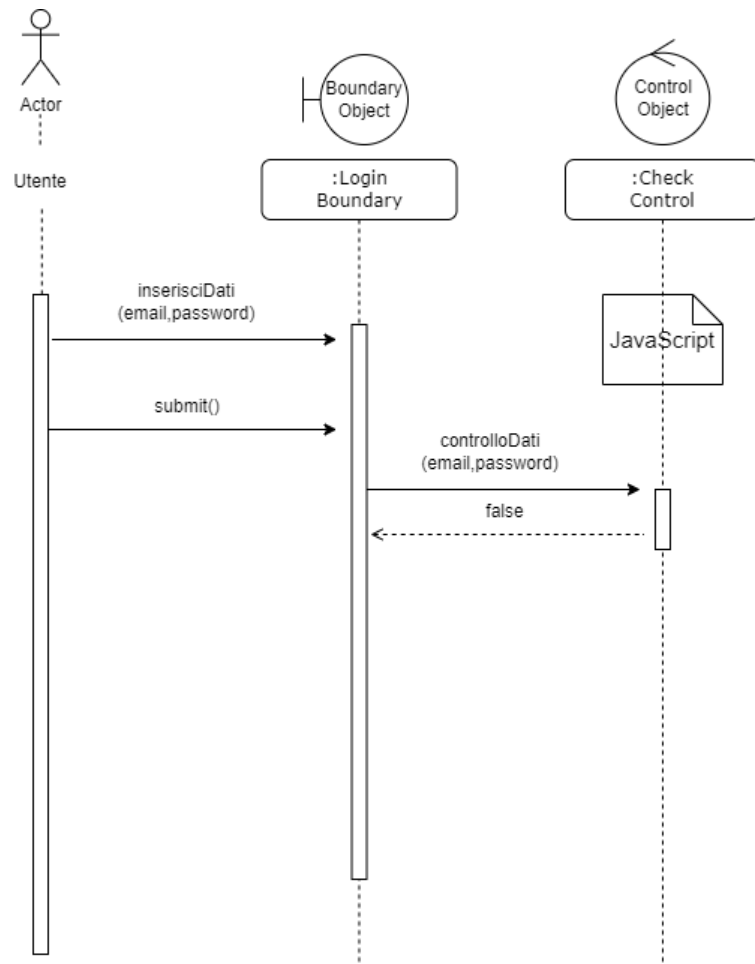 Actor
Utente
Boundary
Object
:Login
Boundary
Control
Object
:Check
Control
JavaScript
inserisciDati
(email,password)
submit()
controlloDati
(email,password)
false